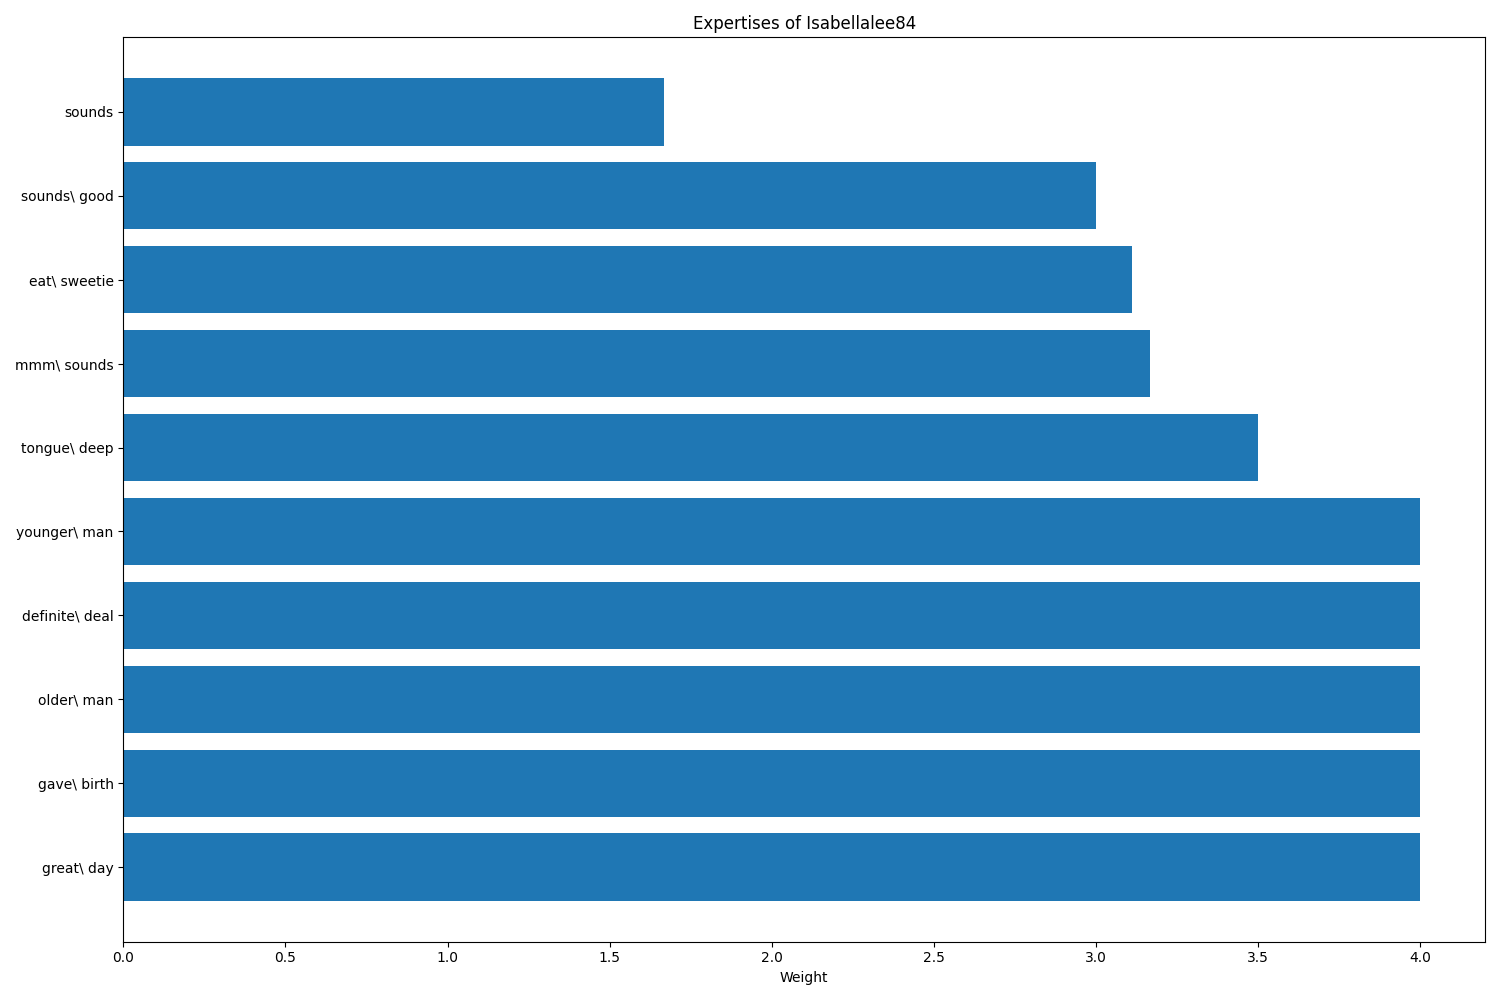 Expertises of Isabellalee84
sounds
sounds\ good
eat\ sweetie
mmm\ sounds
tongue\ deep
younger\ man
definite\ deal
older\ man
gave\ birth
great\ day
0.0 0.5 1.0 1.5 2.0 2.5 3.0 3.5 4.0
Weight